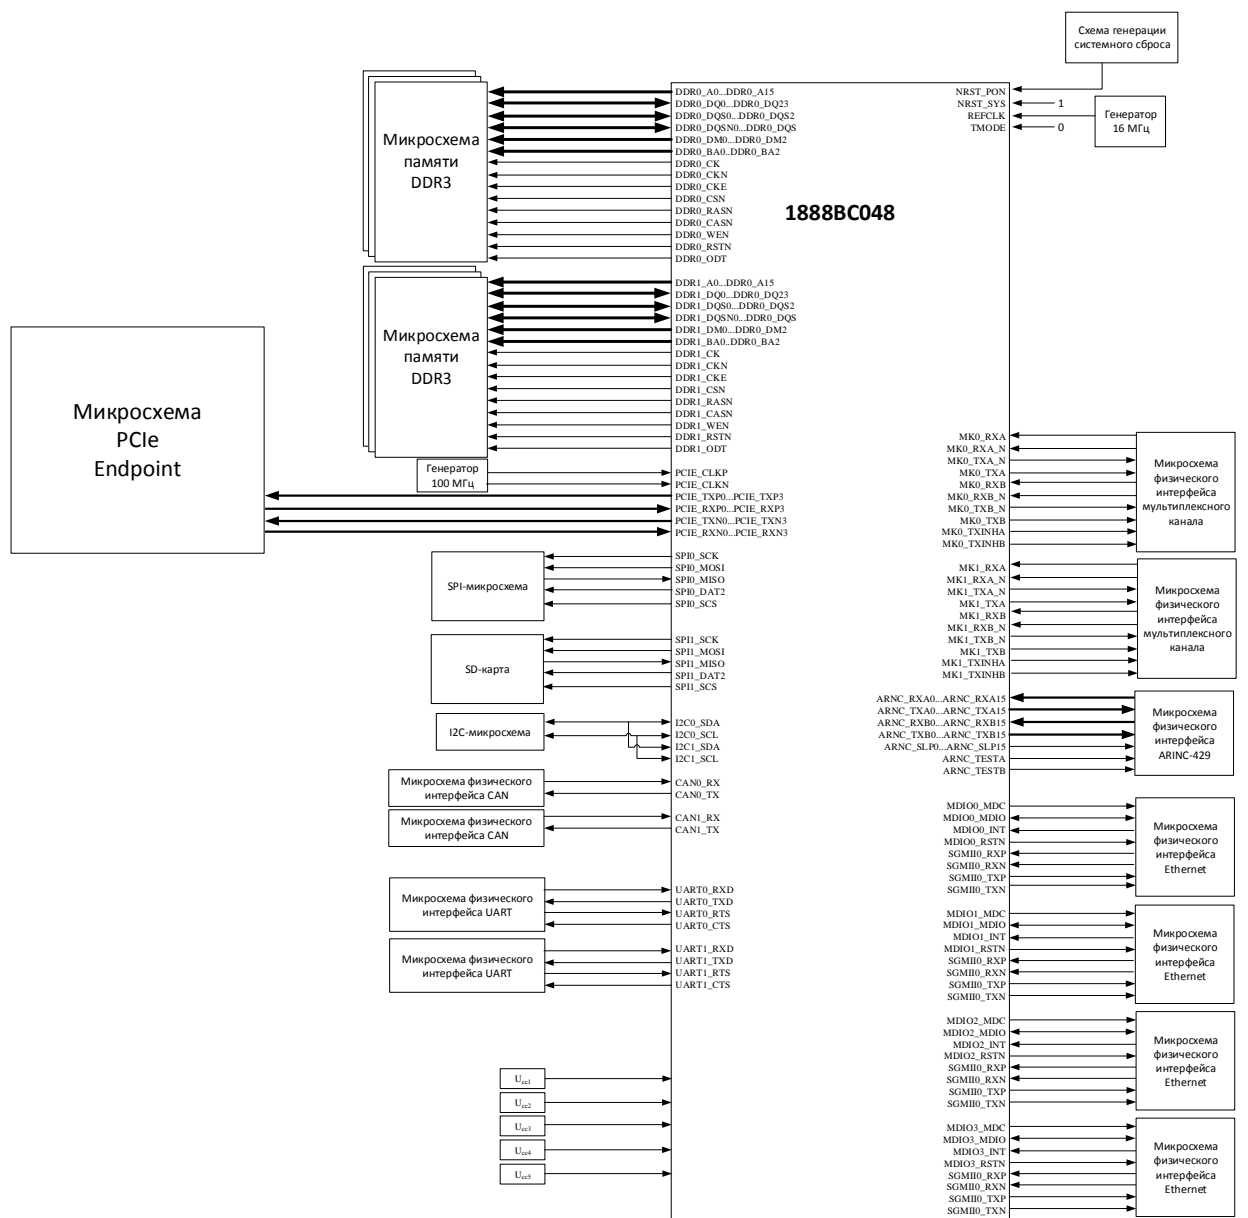 Схема генерации
системного сброса
NRST_PON
NRST_SYS
1
REFCLK
TMODE
0
Генератор
16 МГц
1888ВС048
Микросхема
памяти
DDR3
DDR0_A0...DDR0_A15
DDR0_DQ0...DDR0_DQ23
DDR0_DQS0...DDR0_DQS2
DDR0_DQSN0...DDR0_DQS
DDR0_DM0...DDR0_DM2
DDR0_BA0..DDR0_BA2
DDR0_CK
DDR0_CKN
DDR0_CKE
DDR0_CSN
DDR0_RASN
DDR0_CASN
DDR0_WEN
DDR0_RSTN
DDR0_ODT
Микросхема
памяти
DDR3
DDR1_A0...DDR0_A15
DDR1_DQ0...DDR0_DQ23
DDR1_DQS0...DDR0_DQS2
DDR1_DQSN0...DDR0_DQS
DDR1_DM0...DDR0_DM2
DDR1_BA0..DDR0_BA2
DDR1_CK
DDR1_CKN
DDR1_CKE
DDR1_CSN
DDR1_RASN
DDR1_CASN
DDR1_WEN
DDR1_RSTN
DDR1_ODT
Микросхема
PCIe
Endpoint
Генератор
100 МГц
PCIE_CLKP
PCIE_CLKN
PCIE_TXP0...PCIE_TXP3
PCIE_RXP0...PCIE_RXP3
PCIE_TXN0...PCIE_TXN3
PCIE_RXN0...PCIE_RXN3
SPI-микросхема
SPI0_SCK
SPI0_MOSI
SPI0_MISO
SPI0_DAT2
SPI0_SCS
SD-карта
SPI1_SCK
SPI1_MOSI
SPI1_MISO
SPI1_DAT2
SPI1_SCS
I2C-микросхема
I2C0_SDA
I2C0_SCL
I2C1_SDA
I2C1_SCL
Микросхема физического
интерфейса CAN
CAN0_RX
CAN0_TX
Микросхема физического
интерфейса CAN
CAN1_RX
CAN1_TX
Микросхема физического
интерфейса UART
UART0_RXD
UART0_TXD
UART0_RTS
UART0_CTS
Микросхема физического
интерфейса UART
UART1_RXD
UART1_TXD
UART1_RTS
UART1_CTS
Ucc1
Ucc2
Ucc3
Ucc4
Ucc5
MK0_RXA
MK0_RXA_N
MK0_TXA_N
MK0_TXA
MK0_RXB
MK0_RXB_N
MK0_TXB_N
MK0_TXB
MK0_TXINHA
MK0_TXINHB
Микросхема
физического
интерфейса
мультиплексного
канала
MK1_RXA
MK1_RXA_N
MK1_TXA_N
MK1_TXA
MK1_RXB
MK1_RXB_N
MK1_TXB_N
MK1_TXB
MK1_TXINHA
MK1_TXINHB
Микросхема
физического
интерфейса
мультиплексного
канала
ARNC_RXA0...ARNC_RXA15
ARNC_TXA0...ARNC_TXA15
ARNC_RXB0...ARNC_RXB15
ARNC_TXB0...ARNC_TXB15
ARNC_SLP0...ARNC_SLP15
ARNC_TESTA
ARNC_TESTB
Микросхема
физического
интерфейса
ARINC-429
MDIO0_MDC
MDIO0_MDIO
MDIO0_INT
MDIO0_RSTN
SGMII0_RXP
SGMII0_RXN
SGMII0_TXP
SGMII0_TXN
Микросхема
физического
интерфейса
Ethernet
MDIO1_MDC
MDIO1_MDIO
MDIO1_INT
MDIO1_RSTN
SGMII0_RXP
SGMII0_RXN
SGMII0_TXP
SGMII0_TXN
Микросхема
физического
интерфейса
Ethernet
MDIO2_MDC
MDIO2_MDIO
MDIO2_INT
MDIO2_RSTN
SGMII0_RXP
SGMII0_RXN
SGMII0_TXP
SGMII0_TXN
Микросхема
физического
интерфейса
Ethernet
MDIO3_MDC
MDIO3_MDIO
MDIO3_INT
MDIO3_RSTN
SGMII0_RXP
SGMII0_RXN
SGMII0_TXP
SGMII0_TXN
Микросхема
физического
интерфейса
Ethernet